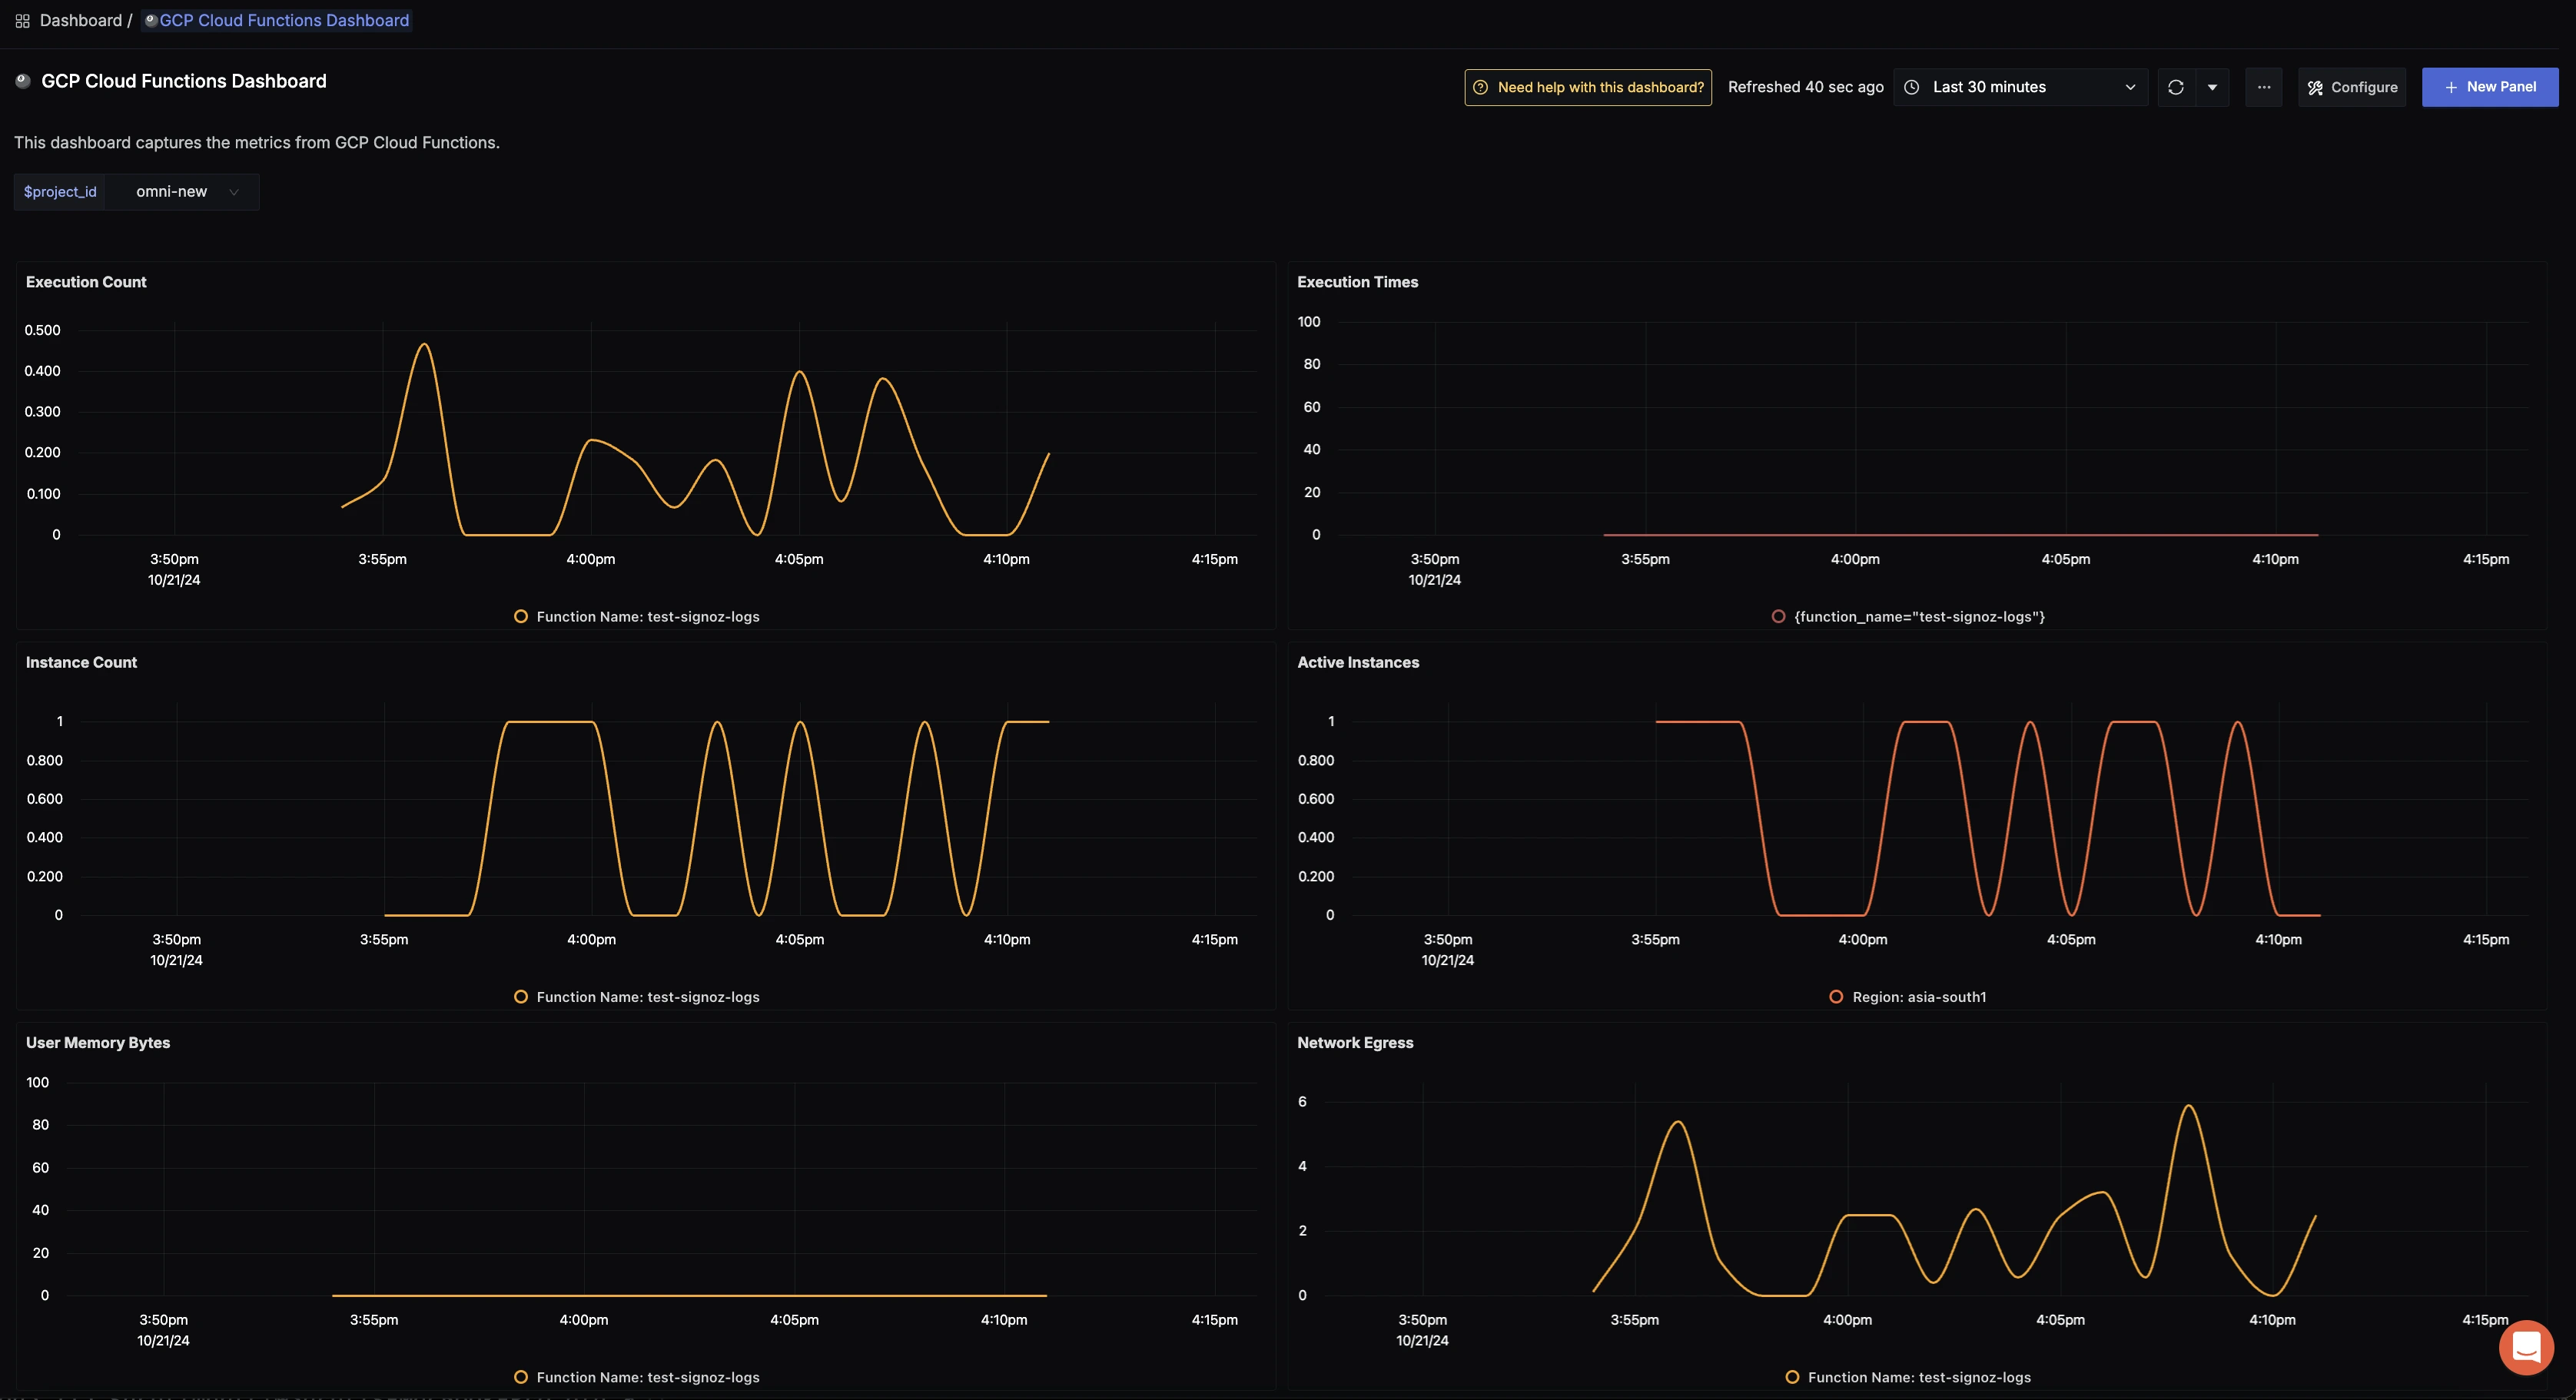 Dashboard / GCP Cloud Functions Dashboard
GCP Cloud Functions Dashboard
Need help with this dashboard? Refreshed 40 sec ago Last 30 minutes Configure + New Panel
This dashboard captures the metrics from GCP Cloud Functions.
$project_id omni-new
Execution Count
0.500
0.400
0.300
0.200
0.100
0
3:50pm 3:55pm 4:00pm 4:05pm 4:10pm 4:15pm
10/21/24
Function Name: test-signoz-logs
Execution Times
100
80
60
40
20
0
3:50pm 3:55pm 4:00pm 4:05pm 4:10pm 4:15pm
10/21/24
{function_name="test-signoz-logs"}
Instance Count
1
0.800
0.600
0.400
0.200
0
3:50pm 3:55pm 4:00pm 4:05pm 4:10pm 4:15pm
10/21/24
Function Name: test-signoz-logs
Active Instances
1
0.800
0.600
0.400
0.200
0
3:50pm 3:55pm 4:00pm 4:05pm 4:10pm 4:15pm
10/21/24
Region: asia-south1
User Memory Bytes
100
80
60
40
20
0
3:50pm 3:55pm 4:00pm 4:05pm 4:10pm 4:15pm
10/21/24
Function Name: test-signoz-logs
Network Egress
6
4
2
0
3:50pm 3:55pm 4:00pm 4:05pm 4:10pm 4:15pm
10/21/24
Function Name: test-signoz-logs